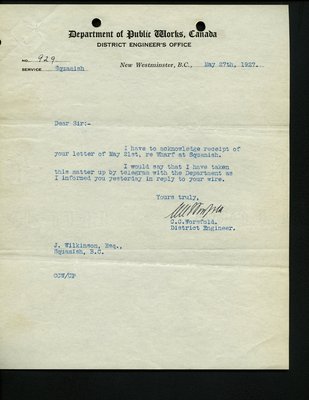 Department of Public Works, Canada
DISTRICT ENGINEER'S OFFICE
NO. 929
SERVICE Squamish
New Westminster, B.C., May 27th, 1927.
Dear Sir:-
I have to acknowledge receipt of
your letter of May 21st, re Wharf at Squamish.
I would say that I have taken
this matter up by telegram with the Department as
I informed you yesterday in reply to your wire.
Yours truly,
CCWorsfold
C.C.Worsfold.
District Engineer.
J. Wilkinson, Esq.,
Squamish, B.C.
CCW/CP